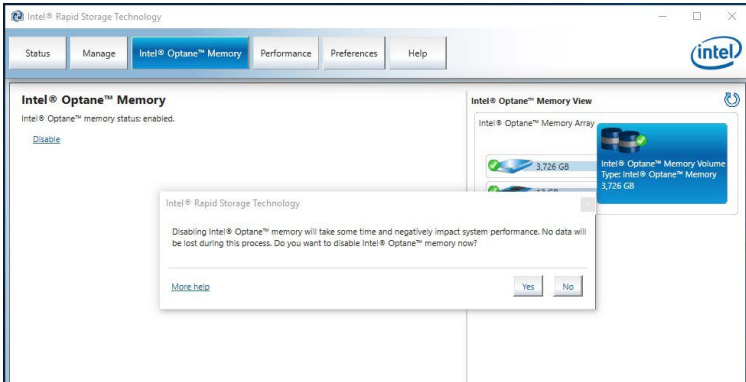 Intel® Rapid Storage Technology
Status
Manage
Intel® Optane™ Memory
Performance
Preferences
Help
intel
Intel® Optane™ Memory
Intel® Optane™ memory status: enabled.
Disable
Intel® Optane™ Memory View
Intel® Optane™ Memory Array
3,726 GB
Intel® Optane™ Memory Volume
Type: Intel® Optane™ Memory
3,726 GB
Intel® Rapid Storage Technology
Disabling Intel® Optane™ memory will take some time and negatively impact system performance. No data will
be lost during this process. Do you want to disable Intel® Optane™ memory now?
More help
Yes
No